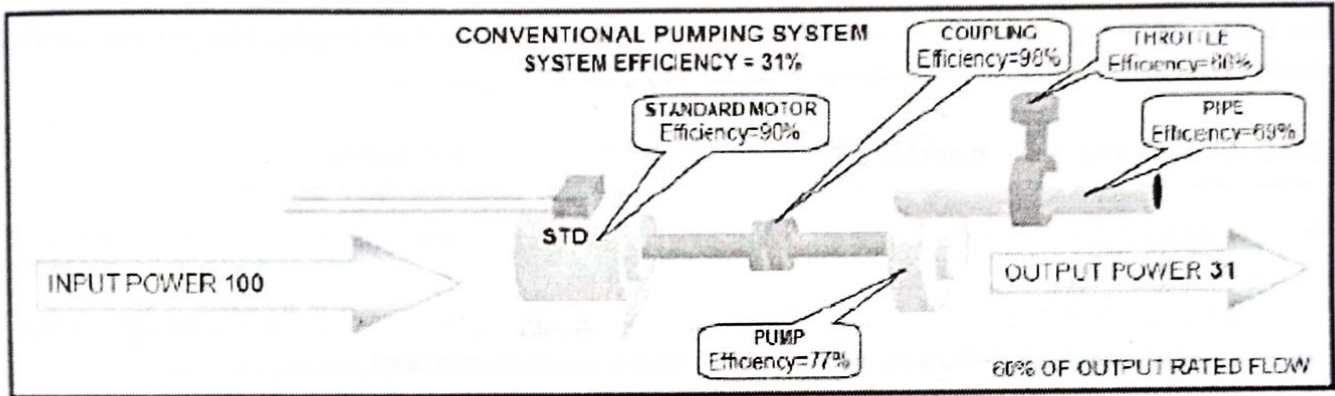 CONVENTIONAL PUMPING SYSTEM
SYSTEM EFFICIENCY = 31%
COUPLING
Efficiency=98%
THROTTLE
Efficiency=66%
STANDARD MOTOR
Efficiency=90%
PIPE
Efficiency=69%
STD
INPUT POWER 100
OUTPUT POWER 31
PUMP
Efficiency=77%
60% OF OUTPUT RATED FLOW